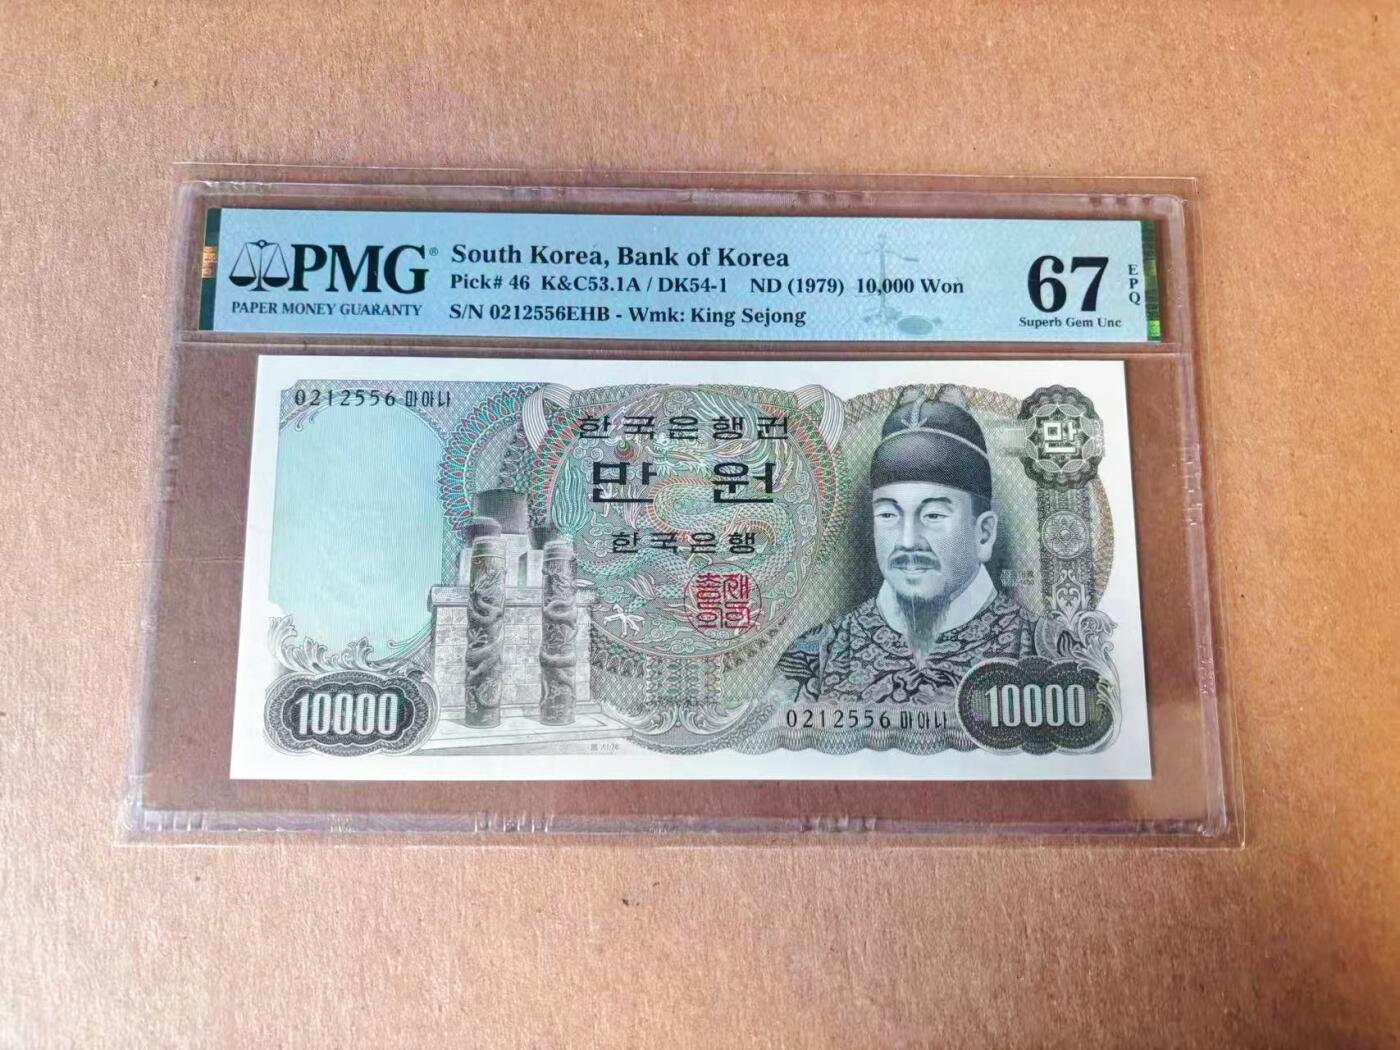 PMG®
PAPER MONEY GUARANTY
South Korea, Bank of Korea
Pick# 46 K&C53.1A / DK54-1 ND (1979) 10,000 Won
S/N 0212556EHB - Wmk: King Sejong
67
EPQ
Superb Gem Unc
0212556 마아나
한국은행권
만 원
한국은행
만
10000
0212556 마아나
10000